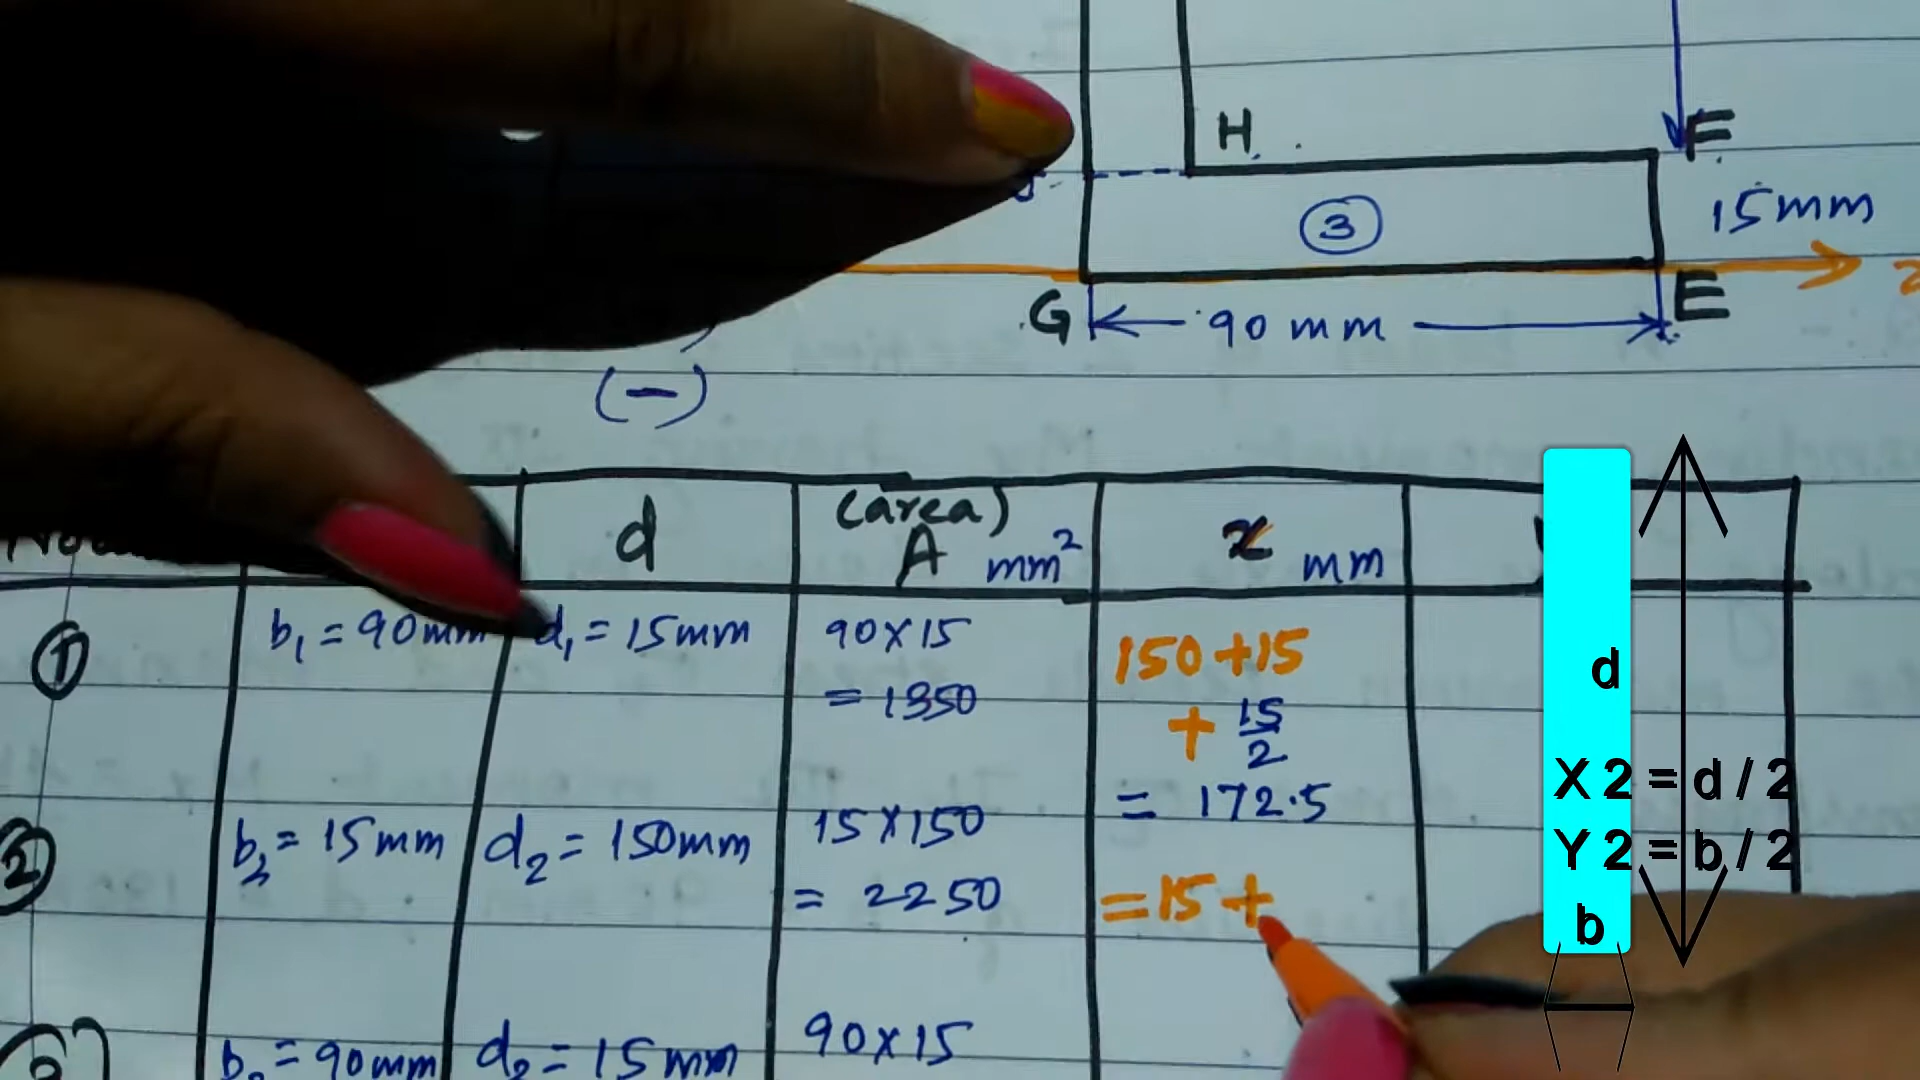 H
F
15mm
3
G
90 mm
E
(-)
d
(area)
A mm²
x mm
1
b₁ = 90mm
d₁ = 15mm
90×15
= 1350
150+15
+ 15/2
= 172.5
2
b₂ = 15mm
d₂ = 150mm
15×150
= 2250
=15+
= 90mm
= 15mm
90×15
d
X 2 = d / 2
Y 2 = b / 2
b